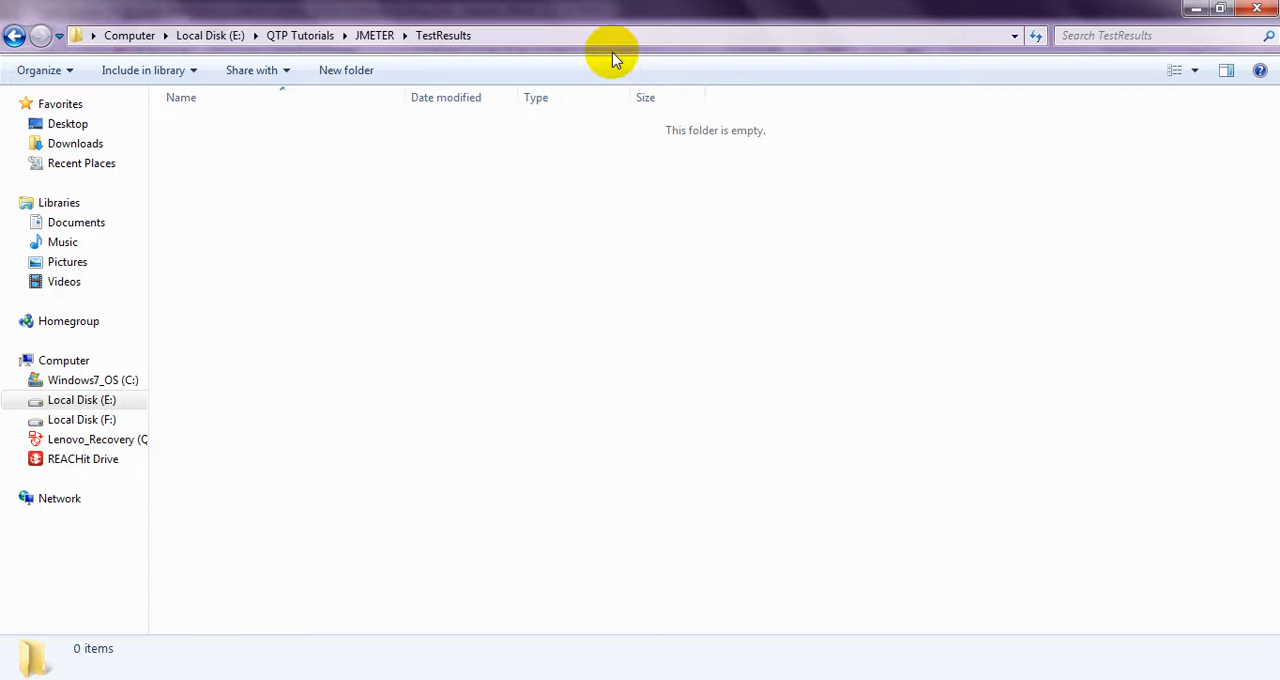 Computer Local Disk (E:) QTP Tutorials JMETER TestResults Search TestResults
Organize Include in library Share with New folder
Name Date modified Type Size
This folder is empty.
Favorites
Desktop
Downloads
Recent Places
Libraries
Documents
Music
Pictures
Videos
Homegroup
Computer
Windows7_OS (C:)
Local Disk (E:)
Local Disk (F:)
Lenovo_Recovery (Q
REACHit Drive
Network
0 items